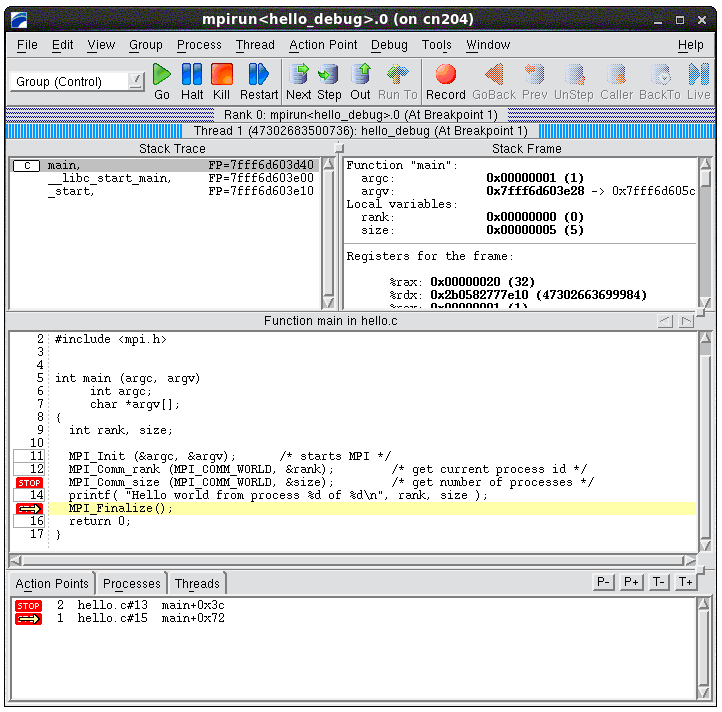 mpirun<hello_debug>.0 (on cn204)
File Edit View Group Process Thread Action Point Debug Tools Window Help
Group (Control)
Go Halt Kill Restart Next Step Out Run To Record GoBack Prev UnStep Caller BackTo Live
Rank 0: mpirun<hello_debug>.0 (At Breakpoint 1)
Thread 1 (47302683500736): hello_debug (At Breakpoint 1)
Stack Trace
C main, FP=7fff6d603d40
__libc_start_main, FP=7fff6d603e00
_start, FP=7fff6d603e10
Stack Frame
Function "main":
argc: 0x00000001 (1)
argv: 0x7fff6d603e28 -> 0x7fff6d605c
Local variables:
rank: 0x00000000 (0)
size: 0x00000005 (5)
Registers for the frame:
%rax: 0x00000020 (32)
%rdx: 0x2b0582777e10 (47302663699984)
Function main in hello.c
2 #include <mpi.h>
3
4
5 int main (argc, argv)
6 int argc;
7 char *argv[];
8 {
9 int rank, size;
10
11 MPI_Init (&argc, &argv); /* starts MPI */
12 MPI_Comm_rank (MPI_COMM_WORLD, &rank); /* get current process id */
STOP MPI_Comm_size (MPI_COMM_WORLD, &size); /* get number of processes */
14 printf( "Hello world from process %d of %d\n", rank, size );
MPI_Finalize();
16 return 0;
17 }
Action Points Processes Threads P- P+ T- T+
STOP 2 hello.c#13 main+0x3c
1 hello.c#15 main+0x72